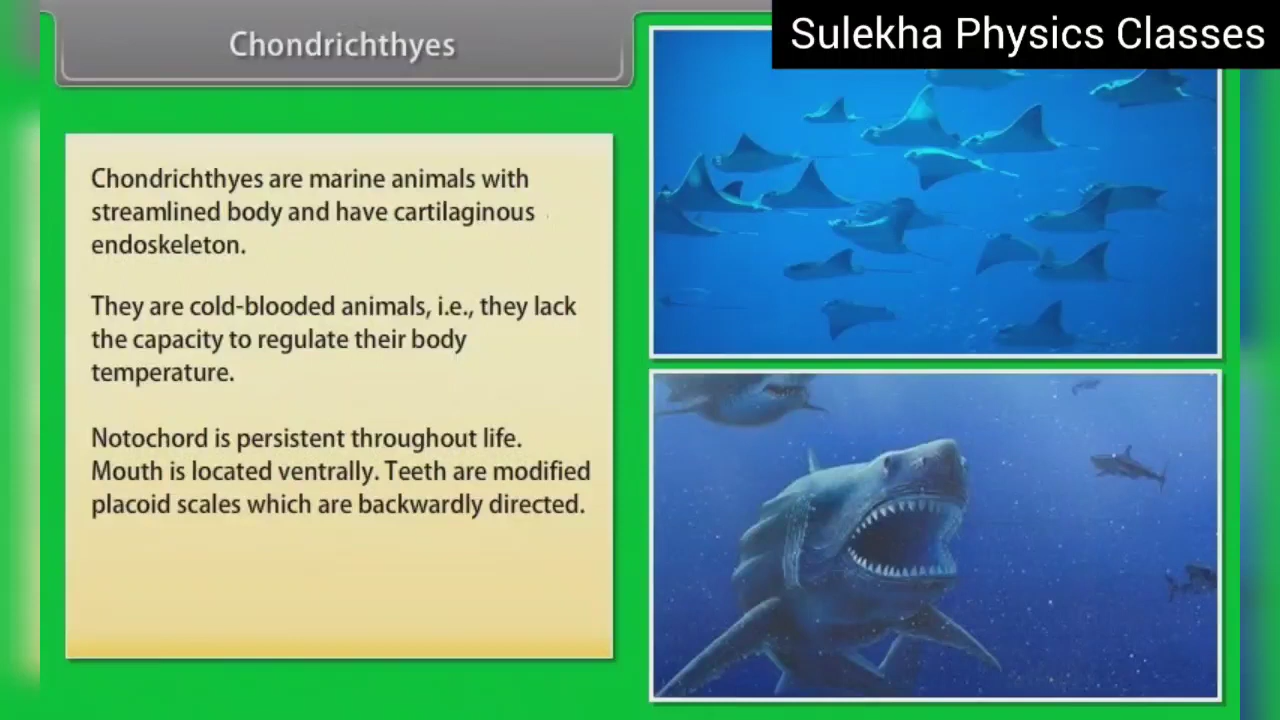 Chondrichthyes
Sulekha Physics Classes
Chondrichthyes are marine animals with
streamlined body and have cartilaginous
endoskeleton.
They are cold-blooded animals, i.e., they lack
the capacity to regulate their body
temperature.
Notochord is persistent throughout life.
Mouth is located ventrally. Teeth are modified
placoid scales which are backwardly directed.